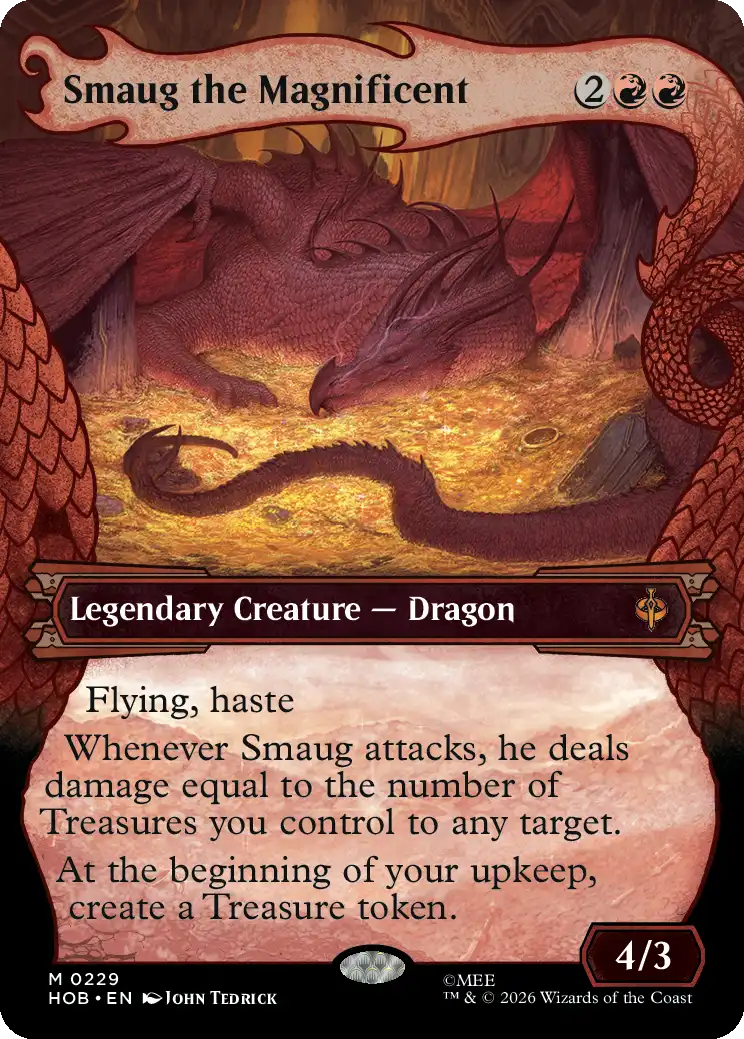 Smaug the Magnificent 2
Legendary Creature — Dragon
Flying, haste
Whenever Smaug attacks, he deals
damage equal to the number of
Treasures you control to any target.
At the beginning of your upkeep,
create a Treasure token.
4/3
M 0229
HOB • EN John Tedrick
©MEE
™ & © 2026 Wizards of the Coast